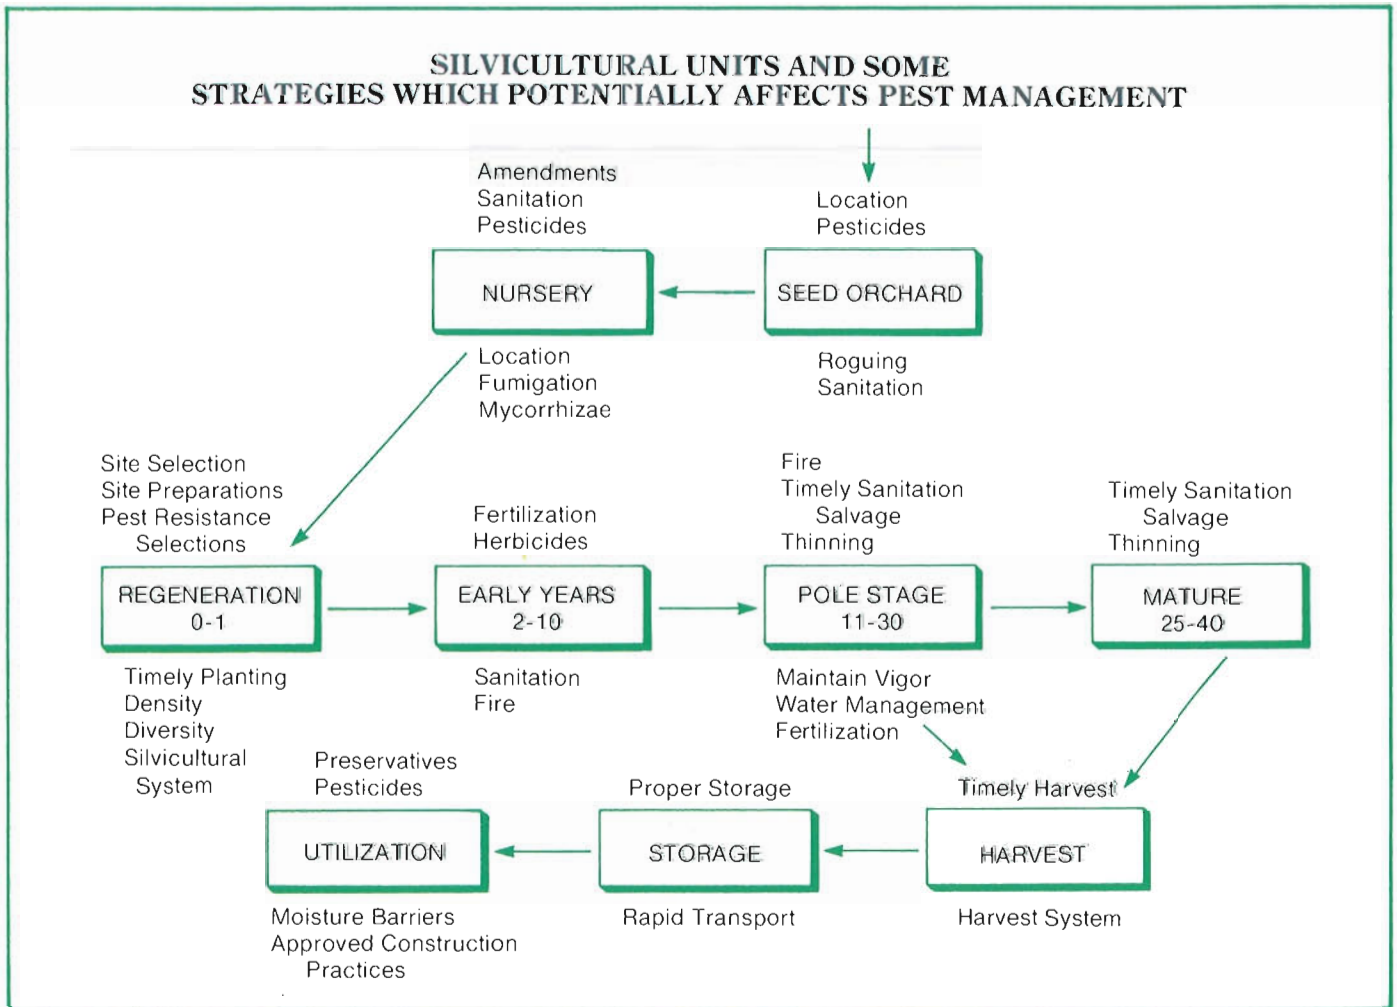 SILVICULTURAL UNITS AND SOME
STRATEGIES WHICH POTENTIALLY AFFECTS PEST MANAGEMENT
Amendments
Sanitation
Pesticides
NURSERY
Location
Fumigation
Mycorrhizae
Location
Pesticides
SEED ORCHARD
Roguing
Sanitation
Site Selection
Site Preparations
Pest Resistance
Selections
REGENERATION
0-1
Timely Planting
Density
Diversity
Silvicultural
System
Fertilization
Herbicides
EARLY YEARS
2-10
Sanitation
Fire
Fire
Timely Sanitation
Salvage
Thinning
POLE STAGE
11-30
Maintain Vigor
Water Management
Fertilization
Timely Sanitation
Salvage
Thinning
MATURE
25-40
Preservatives
Pesticides
UTILIZATION
Moisture Barriers
Approved Construction
Practices
Proper Storage
STORAGE
Rapid Transport
Timely Harvest
HARVEST
Harvest System